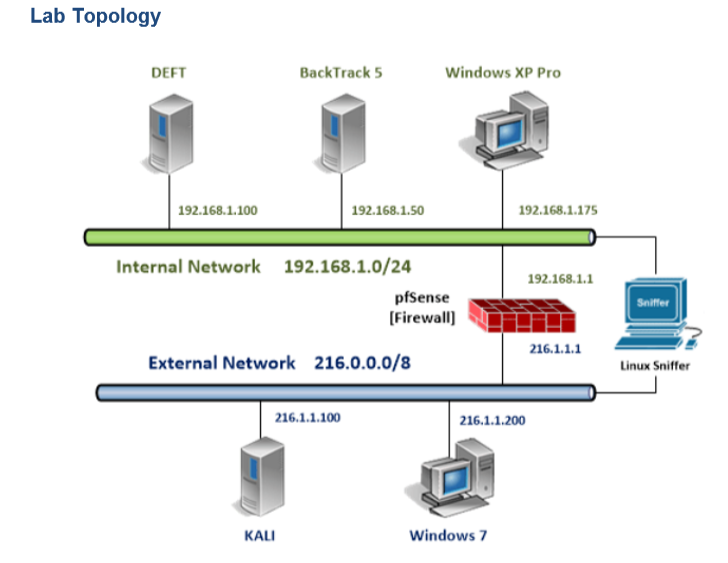 Lab Topology
DEFT
BackTrack 5
Windows XP Pro
192.168.1.100
192.168.1.50
192.168.1.175
Internal Network 192.168.1.0/24
192.168.1.1
pfSense
[Firewall]
Sniffer
216.1.1.1
Linux Sniffer
External Network 216.0.0.0/8
216.1.1.100
216.1.1.200
KALI
Windows 7